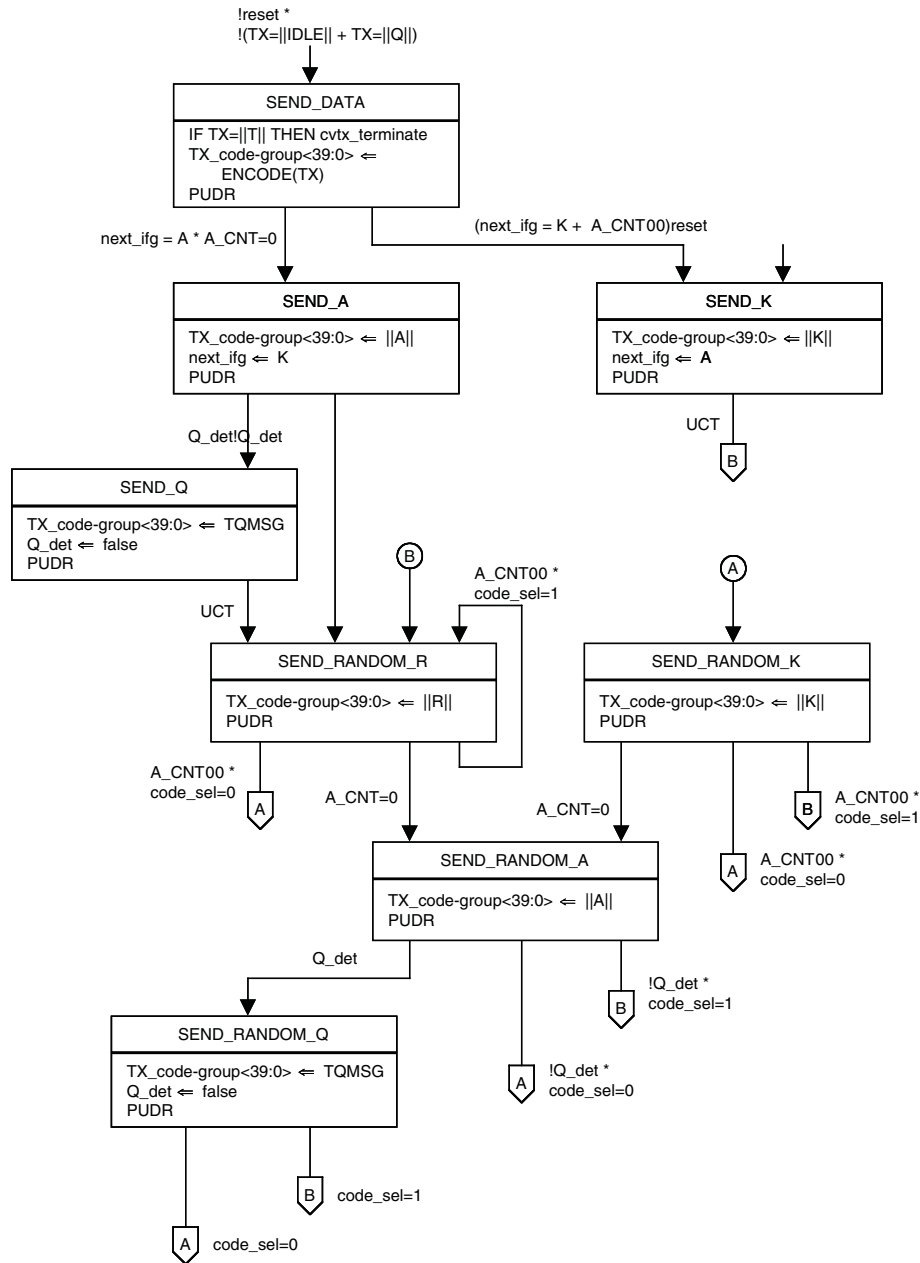 !reset *
!(TX=||IDLE|| + TX=||Q||)
SEND_DATA
IF TX=||T|| THEN cvtx_terminate
TX_code-group<39:0> ⇐
ENCODE(TX)
PUDR
next_ifg = A * A_CNT=0
(next_ifg = K + A_CNT00)reset
SEND_A
TX_code-group<39:0> ⇐ ||A||
next_ifg ⇐ K
PUDR
SEND_K
TX_code-group<39:0> ⇐ ||K||
next_ifg ⇐ A
PUDR
UCT
B
Q_det!Q_det
SEND_Q
TX_code-group<39:0> ⇐ TQMSG
Q_det ⇐ false
PUDR
UCT
B
A_CNT00 *
code_sel=1
A
SEND_RANDOM_R
TX_code-group<39:0> ⇐ ||R||
PUDR
SEND_RANDOM_K
TX_code-group<39:0> ⇐ ||K||
PUDR
A_CNT00 *
code_sel=0
A
A_CNT=0
A_CNT=0
B
A_CNT00 *
code_sel=1
A
A_CNT00 *
code_sel=0
SEND_RANDOM_A
TX_code-group<39:0> ⇐ ||A||
PUDR
Q_det
B
!Q_det *
code_sel=1
A
!Q_det *
code_sel=0
SEND_RANDOM_Q
TX_code-group<39:0> ⇐ TQMSG
Q_det ⇐ false
PUDR
B
code_sel=1
A
code_sel=0